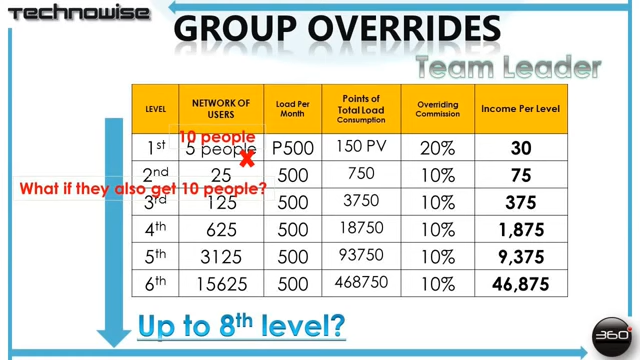 TECHNOWISE
GROUP OVERRIDES
Team Leader
LEVEL NETWORK OF USERS Load Per Month Points of Total Load Consumption Overriding Commission Income Per Level
10 people
1st 5 people P500 150 PV 20% 30
2nd 25 500 750 10% 75
What if they also get 10 people?
3rd 125 500 3750 10% 375
4th 625 500 18750 10% 1,875
5th 3125 500 93750 10% 9,375
6th 15625 500 468750 10% 46,875
Up to 8th level?
360°